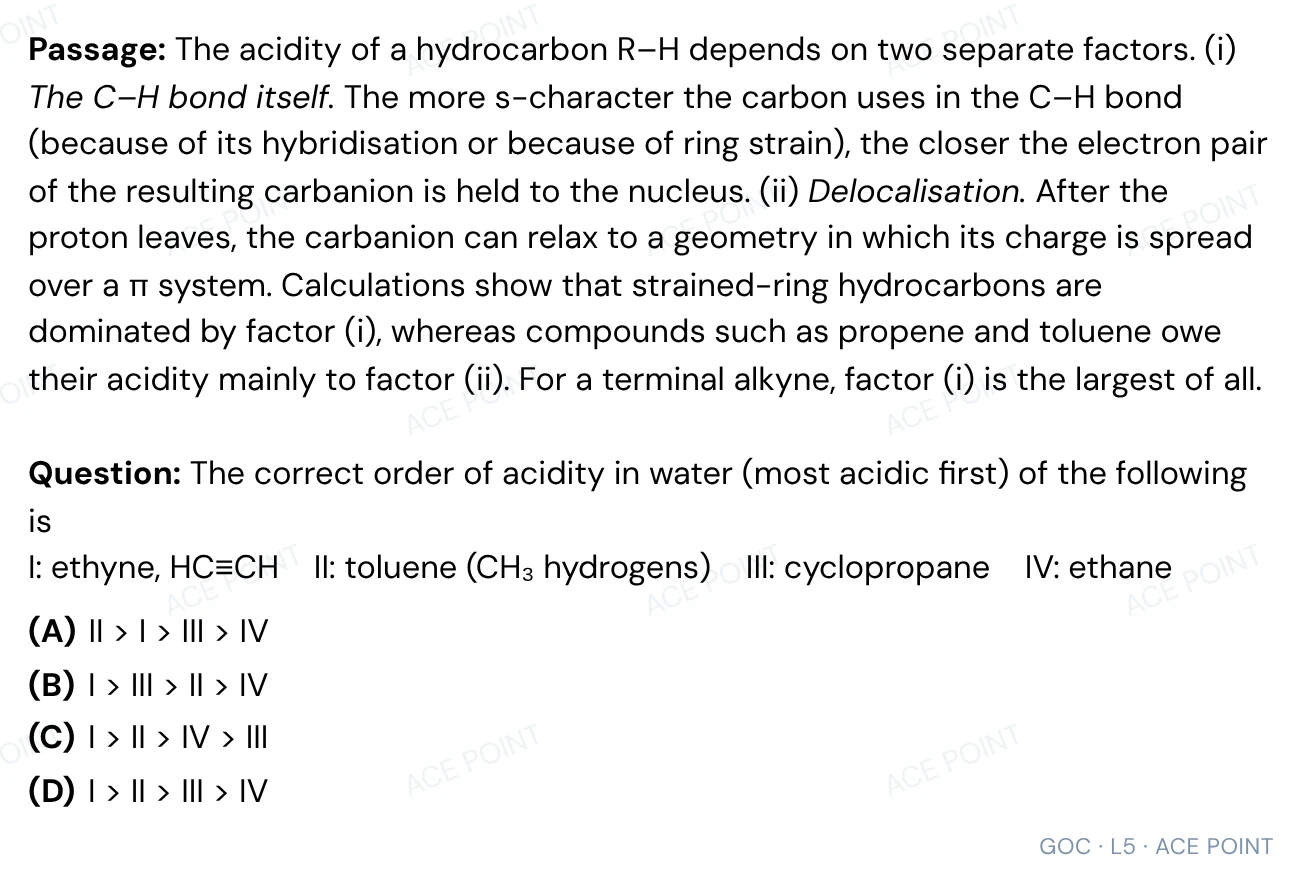 Passage: The acidity of a hydrocarbon R–H depends on two separate factors. (i)
The C–H bond itself. The more s-character the carbon uses in the C–H bond
(because of its hybridisation or because of ring strain), the closer the electron pair
of the resulting carbanion is held to the nucleus. (ii) Delocalisation. After the
proton leaves, the carbanion can relax to a geometry in which its charge is spread
over a π system. Calculations show that strained-ring hydrocarbons are
dominated by factor (i), whereas compounds such as propene and toluene owe
their acidity mainly to factor (ii). For a terminal alkyne, factor (i) is the largest of all.
Question: The correct order of acidity in water (most acidic first) of the following
is
I: ethyne, HC≡CH II: toluene (CH₃ hydrogens) III: cyclopropane IV: ethane
(A) II > I > III > IV
(B) I > III > II > IV
(C) I > II > IV > III
(D) I > II > III > IV
GOC · L5 · ACE POINT